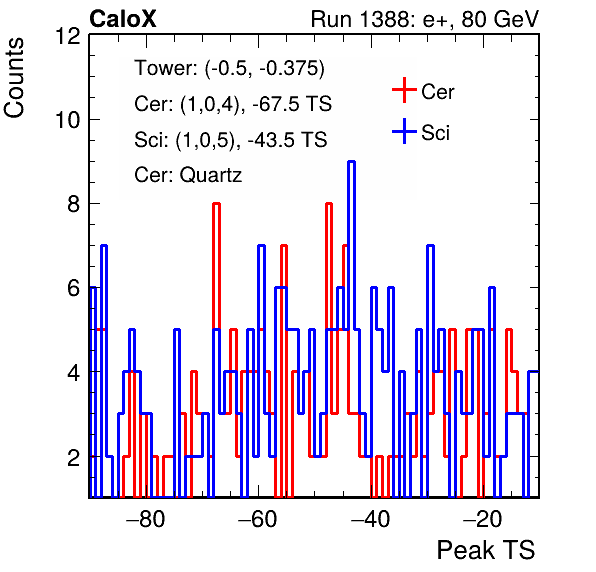 CaloX Run 1388: e+, 80 GeV
Counts
12
10
8
6
4
2
Tower: (-0.5, -0.375)
Cer: (1,0,4), -67.5 TS
Sci: (1,0,5), -43.5 TS
Cer: Quartz
Cer
Sci
−80 −60 −40 −20
Peak TS